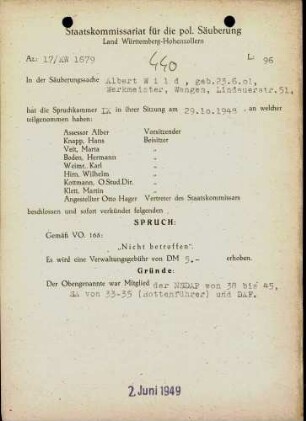 Staatskommissariat für die pol. Säuberung
Land Württemberg-Hohenzollern
Az: 17/KW 1679
L: 96
440
In der Säuberungssache Albert Wild, geb.23.6.01,
Werkmeister, Wangen, Lindauerstr.51,
hat die Spruchkammer IX in ihrer Sitzung am 29.10.1948 an welcher
teilgenommen haben:
Assessor Alber Vorsitzender
Knapp, Hans Beisitzer
Veit, Maria "
Boden, Hermann "
Weimt, Karl "
Hirn, Wilhelm "
Kottmann, O.Stud.Dir. "
Klett, Martin "
Angestellter Otto Hager Vertreter des Staatskommissars
beschlossen und sofort verkündet folgenden
SPRUCH:
Gemäß VO. 165:
„Nicht betroffen“.
Es wird eine Verwaltungsgebühr von DM 5,- erhoben.
Gründe:
Der Obengenannte war Mitglied der NSDAP von 38 bis 45,
SA von 33-35 (Rottenführer) und DAF.
2. Juni 1949